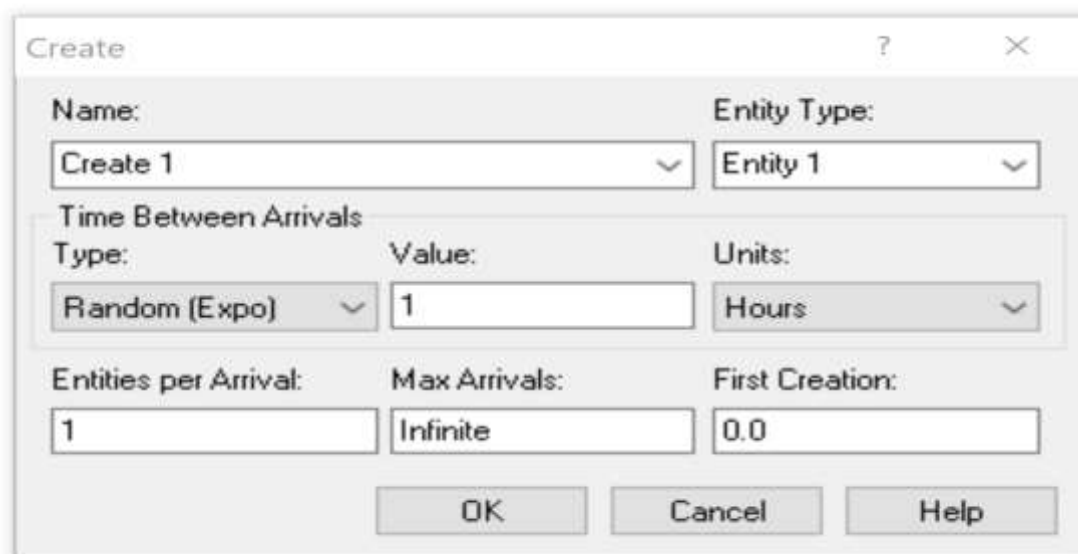 Create ?
Name: Entity Type:
Create 1 Entity 1
Time Between Arrivals
Type: Value: Units:
Random (Expo) 1 Hours
Entities per Arrival: Max Arrivals: First Creation:
1 Infinite 0.0
OK Cancel Help